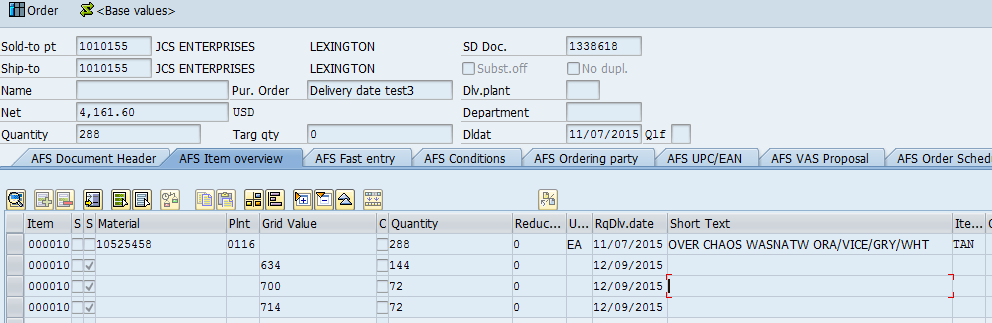 Order <Base values>
Sold-to pt 1010155 JCS ENTERPRISES LEXINGTON SD Doc. 1338618
Ship-to 1010155 JCS ENTERPRISES LEXINGTON Subst.off No dupl.
Name Pur. Order Delivery date test3 Dlv.plant
Net 4,161.60 USD Department
Quantity 288 Targ qty 0 Dldat 11/07/2015 Qlf
AFS Document Header AFS Item overview AFS Fast entry AFS Conditions AFS Ordering party AFS UPC/EAN AFS VAS Proposal AFS Order Schedi
Item S S Material Plnt Grid Value C Quantity Reduc... U... RqDlv.date Short Text Ite...
000010 10525458 0116 288 0 EA 11/07/2015 OVER CHAOS WASNATW ORA/VICE/GRY/WHT TAN
000010 634 144 0 12/09/2015
000010 700 72 0 12/09/2015
000010 714 72 0 12/09/2015